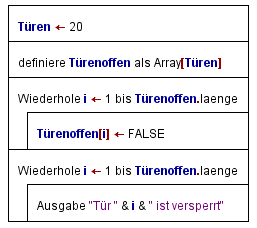 Türen ← 20
definiere Türenoffen als Array[Türen]
Wiederhole i ← 1 bis Türenoffen.laenge
Türenoffen[i] ← FALSE
Wiederhole i ← 1 bis Türenoffen.laenge
Ausgabe "Tür " & i & " ist versperrt"